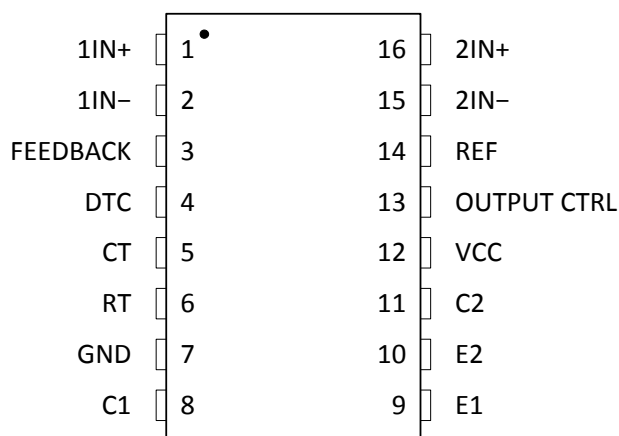 1IN+ 1 16 2IN+
1IN− 2 15 2IN−
FEEDBACK 3 14 REF
DTC 4 13 OUTPUT CTRL
CT 5 12 VCC
RT 6 11 C2
GND 7 10 E2
C1 8 9 E1